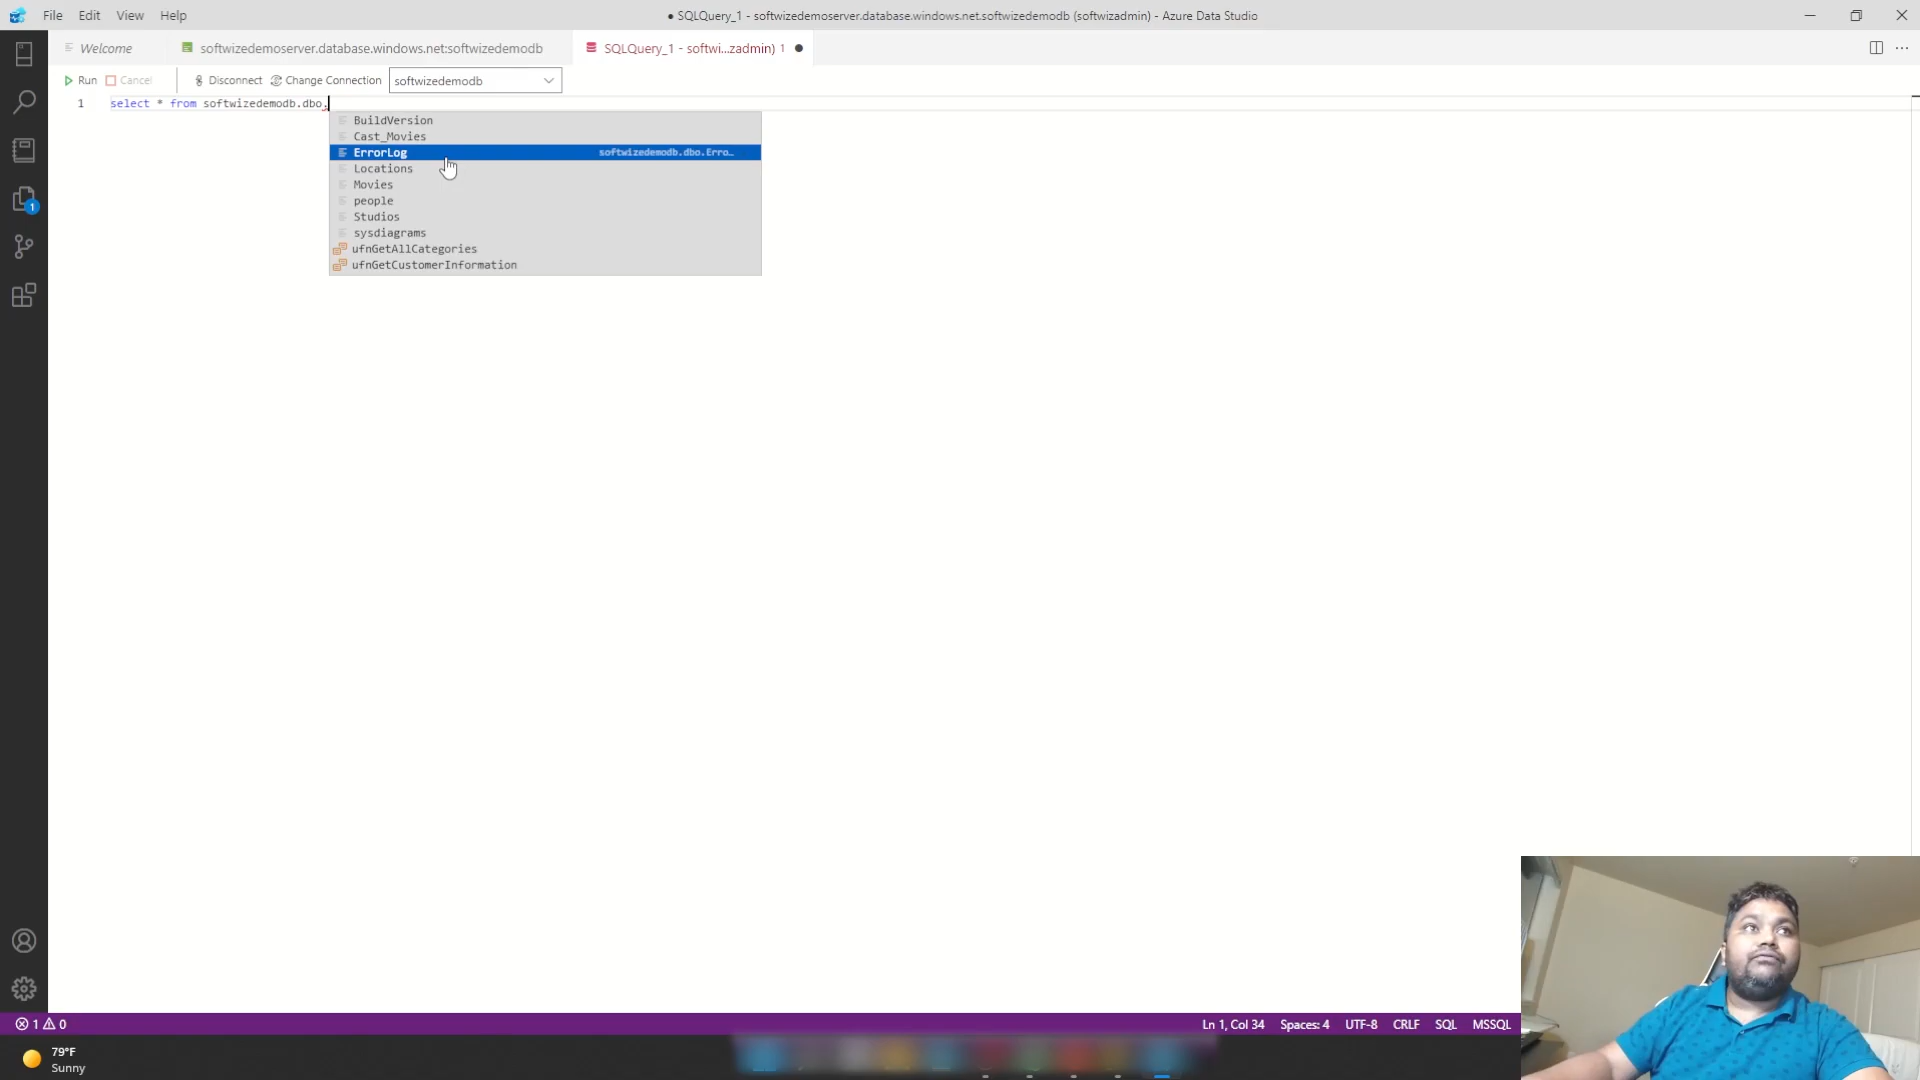 File Edit View Help
● SQLQuery_1 - softwizedemoserver.database.windows.net.softwizedemodb (softwizadmin) - Azure Data Studio
Welcome
softwizedemoserver.database.windows.net:softwizedemodb
SQLQuery_1 - softwi...zadmin) 1 ●
Run Cancel Disconnect Change Connection softwizedemodb
1 select * from softwizedemodb.dbo.
BuildVersion
Cast_Movies
ErrorLog softwizedemodb.dbo.Erro…
Locations
Movies
people
Studios
sysdiagrams
ufnGetAllCategories
ufnGetCustomerInformation
1
1 0
Ln 1, Col 34 Spaces: 4 UTF-8 CRLF SQL MSSQL
79°F
Sunny